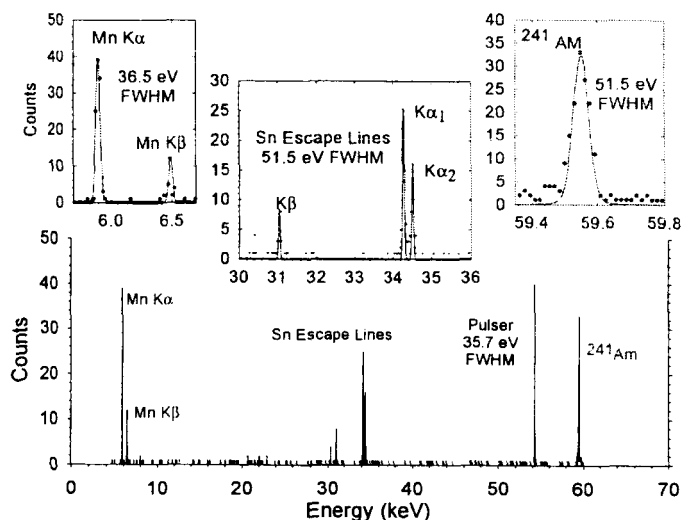 50
40
30
20
10
0
Counts
Mn Kα
36.5 eV
FWHM
Mn Kβ
6.0 6.5
30
25
20
15
10
5
0
Sn Escape Lines
51.5 eV FWHM
Kα1
Kα2
Kβ
30 31 32 33 34 35 36
40
35
30
25
20
15
10
5
0
241 AM
51.5 eV
FWHM
59.4 59.6 59.8
50
40
30
20
10
0
Counts
Mn Kα
Mn Kβ
Sn Escape Lines
Pulser
35.7 eV
FWHM
241Am
0 10 20 30 40 50 60 70
Energy (keV)